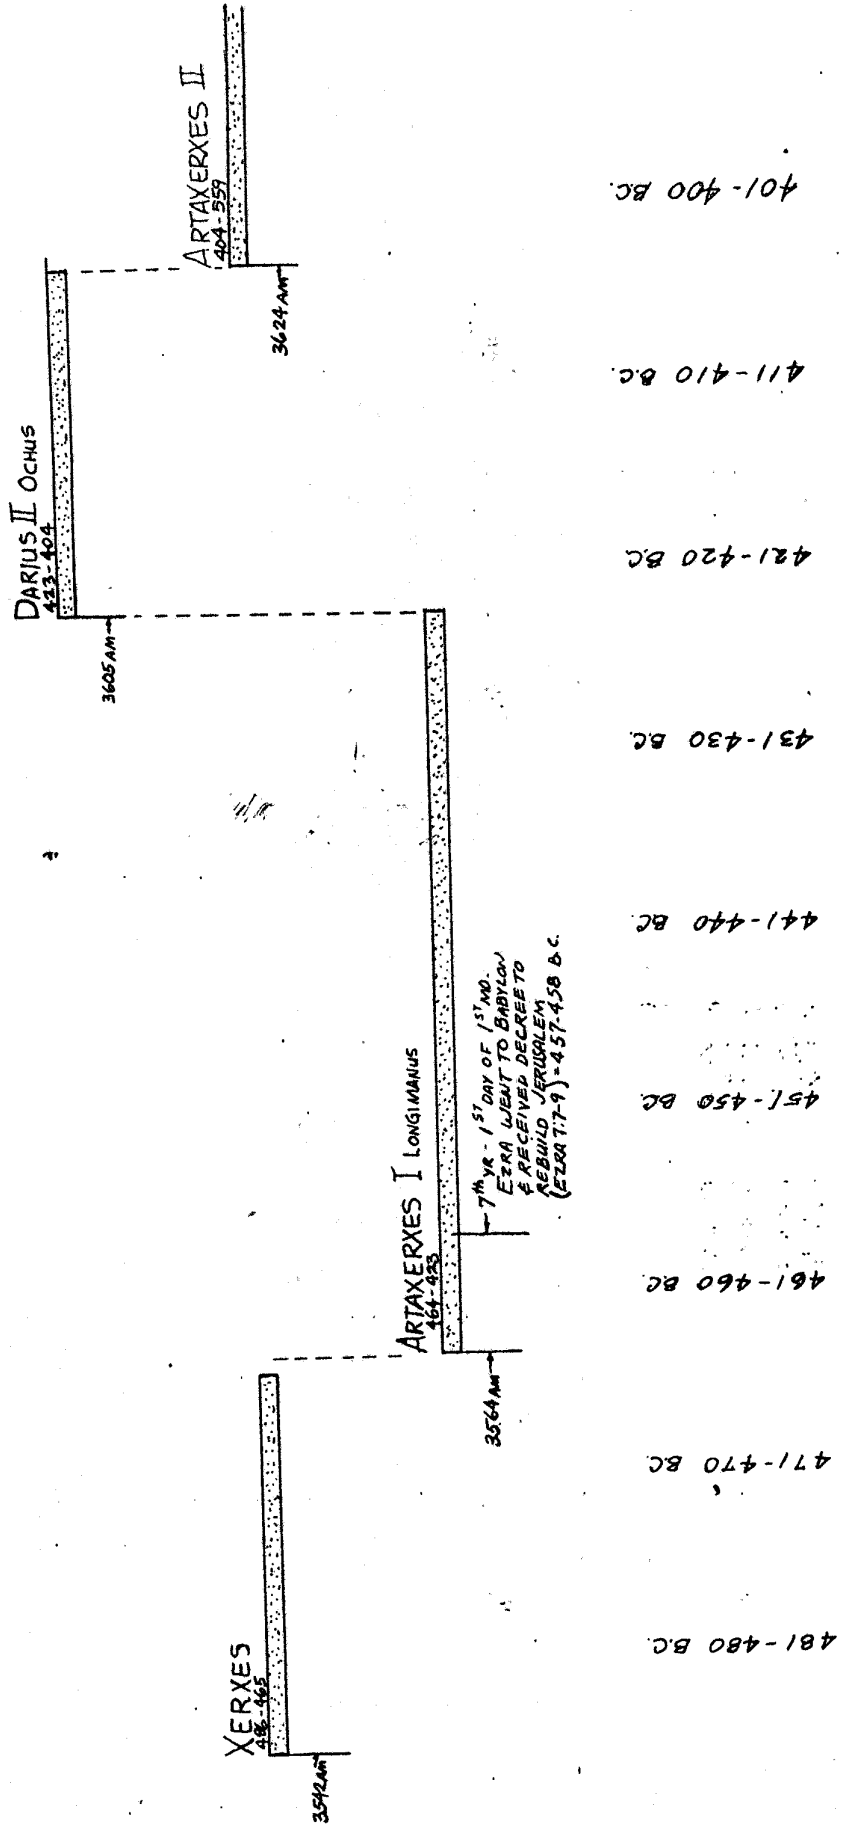 XERXES
486-465
3542 AM
ARTAXERXES I LONGIMANUS
464-423
3564 AM
7th YR - 1ST DAY OF 1ST MO.
EZRA WENT TO BABYLON
& RECEIVED DECREE TO
REBUILD JERUSALEM
(EZRA 7:7-9) = 457-458 B.C.
DARIUS II OCHUS
423-404
3605 AM
ARTAXERXES II
404-359
3624 AM
401-400 B.C.
411-410 B.C.
421-420 B.C.
431-430 B.C.
441-440 B.C.
451-450 B.C.
461-460 B.C.
471-470 B.C.
481-480 B.C.